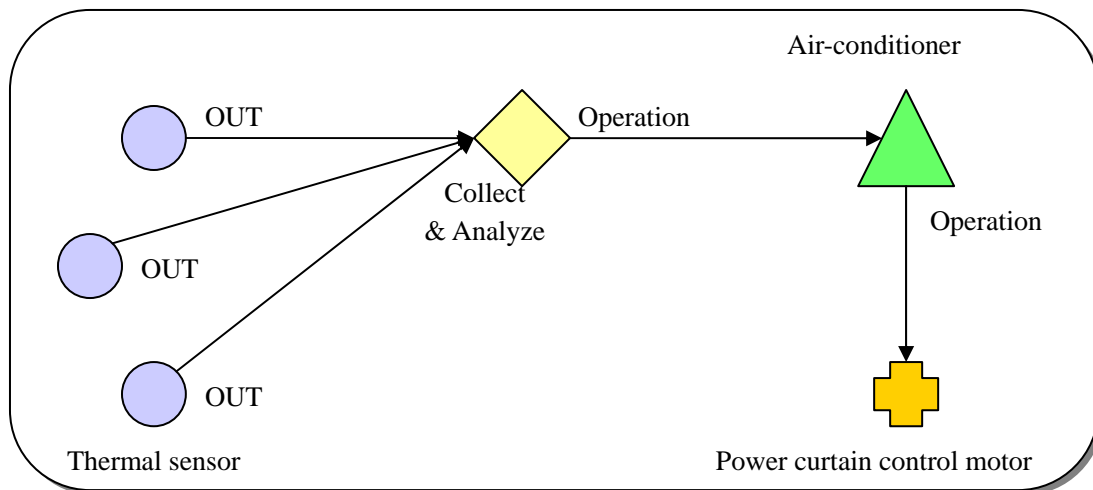 Air-conditioner
OUT
Operation
Collect
& Analyze
Operation
OUT
OUT
Thermal sensor
Power curtain control motor